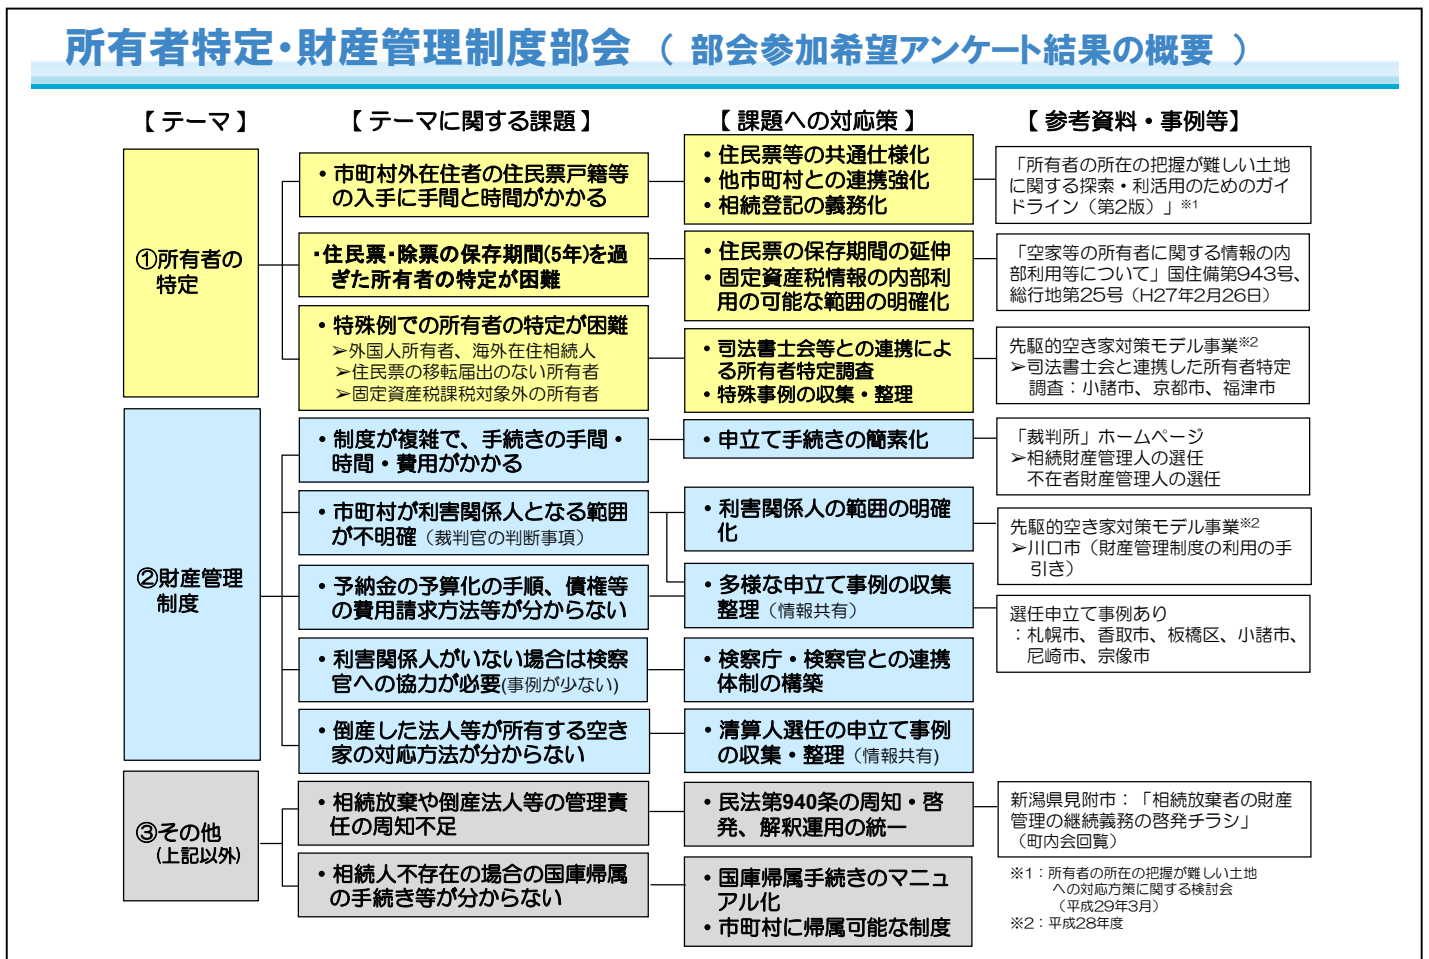 所有者特定・財産管理制度部会（ 部会参加希望アンケート結果の概要 ）
【 テーマ 】
【 テーマに関する課題 】
【 課題への対応策 】
【 参考資料・事例等】
①所有者の
特定
・市町村外在住者の住民票戸籍等
の入手に手間と時間がかかる
・住民票等の共通仕様化
・他市町村との連携強化
・相続登記の義務化
「所有者の所在の把握が難しい土地
に関する探索・利活用のためのガイ
ドライン（第2版）」※1
・住民票・除票の保存期間(5年)を過
ぎた所有者の特定が困難
・住民票の保存期間の延伸
・固定資産税情報の内部利
用の可能な範囲の明確化
「空家等の所有者に関する情報の内
部利用等について」国住備第943号、
総行地第25号（H27年2月26日）
・特殊例での所有者の特定が困難
➢外国人所有者、海外在住相続人
➢住民票の移転届出のない所有者
➢固定資産税課税対象外の所有者
・司法書士会等との連携によ
る所有者特定調査
・特殊事例の収集・整理
先駆的空き家対策モデル事業※2
➢司法書士会と連携した所有者特定
調査：小諸市、京都市、福津市
②財産管理
制度
・制度が複雑で、手続きの手間・
時間・費用がかかる
・申立て手続きの簡素化
「裁判所」ホームページ
➢相続財産管理人の選任
不在者財産管理人の選任
・市町村が利害関係人となる範囲
が不明確（裁判官の判断事項）
・利害関係人の範囲の明確
化
先駆的空き家対策モデル事業※2
➢川口市（財産管理制度の利用の手
引き）
・予納金の予算化の手順、債権等
の費用請求方法等が分からない
・多様な申立て事例の収集
整理（情報共有）
選任申立て事例あり
：札幌市、香取市、板橋区、小諸市、
尼崎市、宗像市
・利害関係人がいない場合は検察
官への協力が必要(事例が少ない)
・検察庁・検察官との連携
体制の構築
・倒産した法人等が所有する空き
家の対応方法が分からない
・清算人選任の申立て事例
の収集・整理（情報共有)
③その他
(上記以外)
・相続放棄や倒産法人等の管理責
任の周知不足
・民法第940条の周知・啓
発、解釈運用の統一
新潟県見附市：「相続放棄者の財産
管理の継続義務の啓発チラシ」
（町内会回覧）
・相続人不存在の場合の国庫帰属
の手続き等が分からない
・国庫帰属手続きのマニュ
アル化
・市町村に帰属可能な制度
※1：所有者の所在の把握が難しい土地
への対応方策に関する検討会
（平成29年3月）
※2：平成28年度